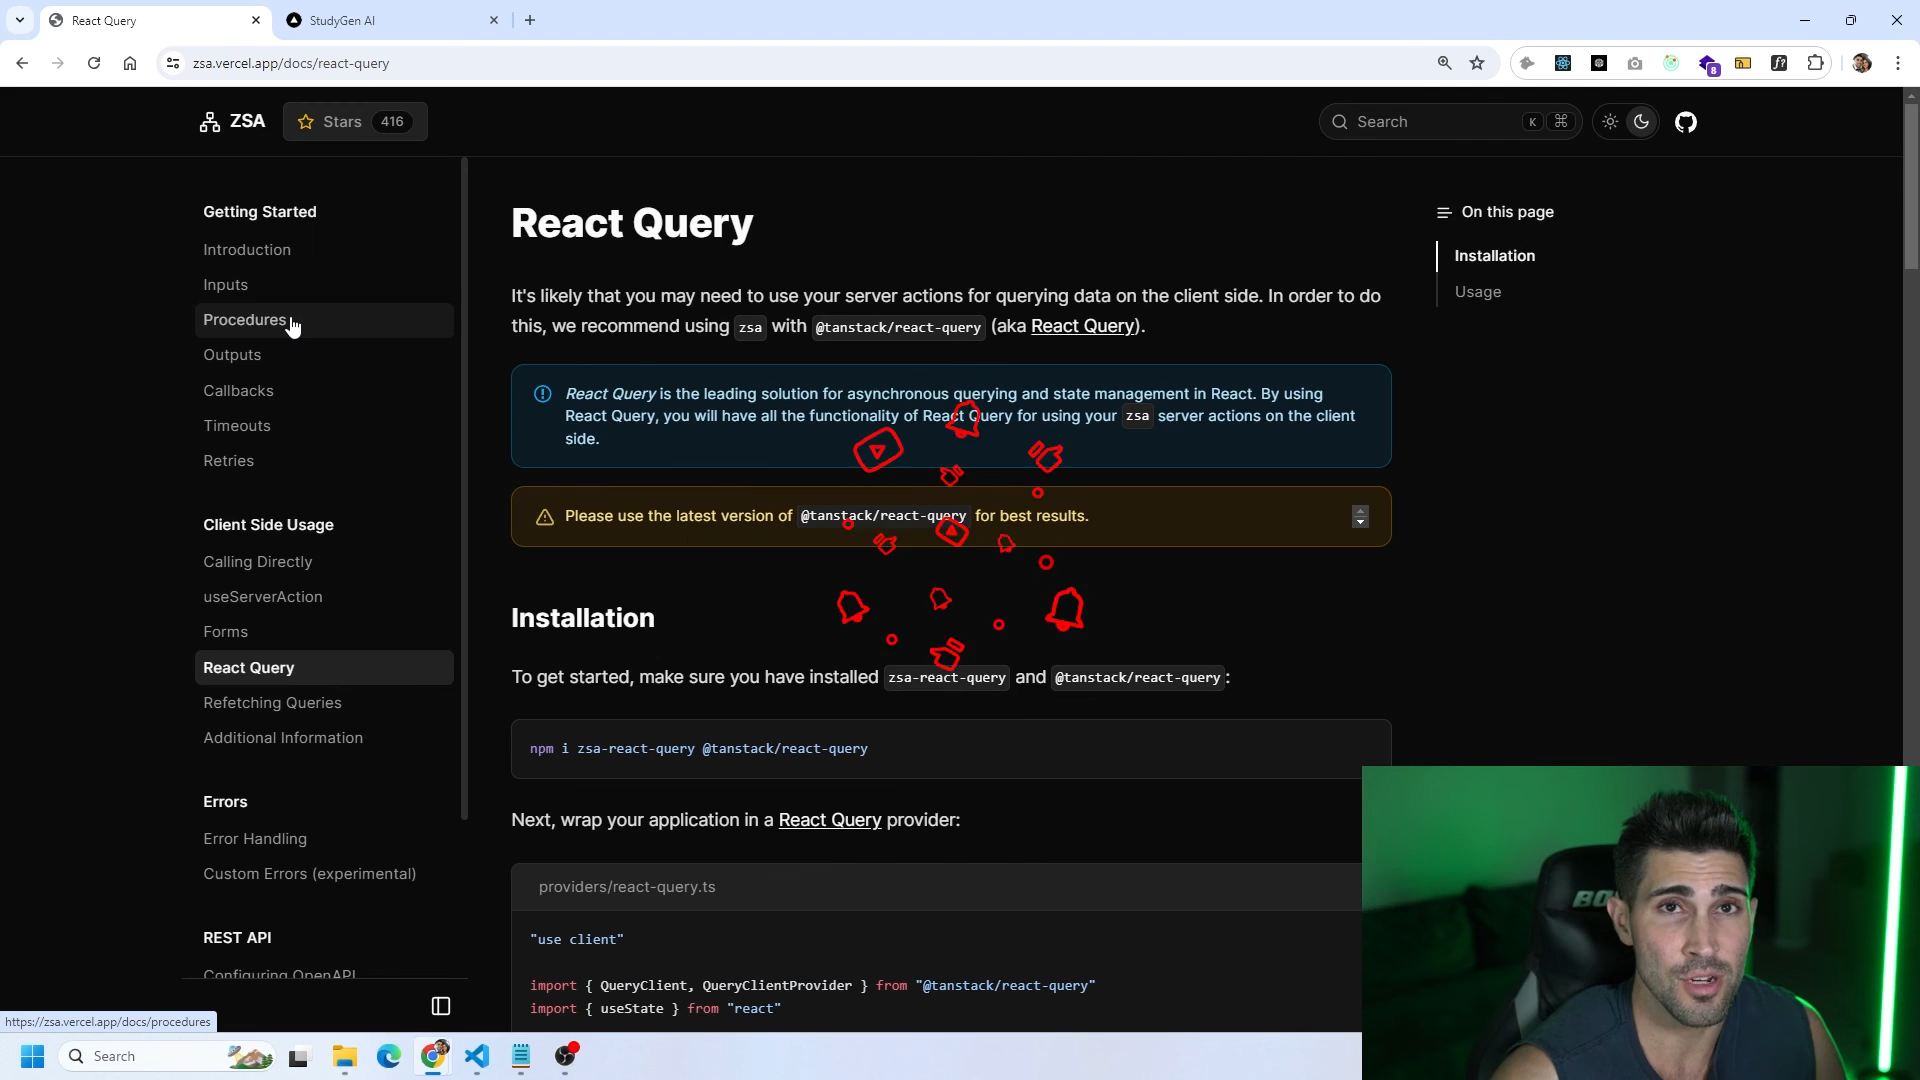 React Query
StudyGen AI
zsa.vercel.app/docs/react-query
8
f?
ZSA
Stars 416
Search K ⌘
Getting Started
Introduction
Inputs
Procedures
Outputs
Callbacks
Timeouts
Retries
Client Side Usage
Calling Directly
useServerAction
Forms
React Query
Refetching Queries
Additional Information
Errors
Error Handling
Custom Errors (experimental)
REST API
Configuring OpenAPI
React Query
It's likely that you may need to use your server actions for querying data on the client side. In order to do
this, we recommend using zsa with @tanstack/react-query (aka React Query).
React Query is the leading solution for asynchronous querying and state management in React. By using
React Query, you will have all the functionality of React Query for using your zsa server actions on the client
side.
Please use the latest version of @tanstack/react-query for best results.
Installation
To get started, make sure you have installed zsa-react-query and @tanstack/react-query:
npm i zsa-react-query @tanstack/react-query
Next, wrap your application in a React Query provider:
providers/react-query.ts
"use client"
import { QueryClient, QueryClientProvider } from "@tanstack/react-query"
import { useState } from "react"
On this page
Installation
Usage
https://zsa.vercel.app/docs/procedures
Search